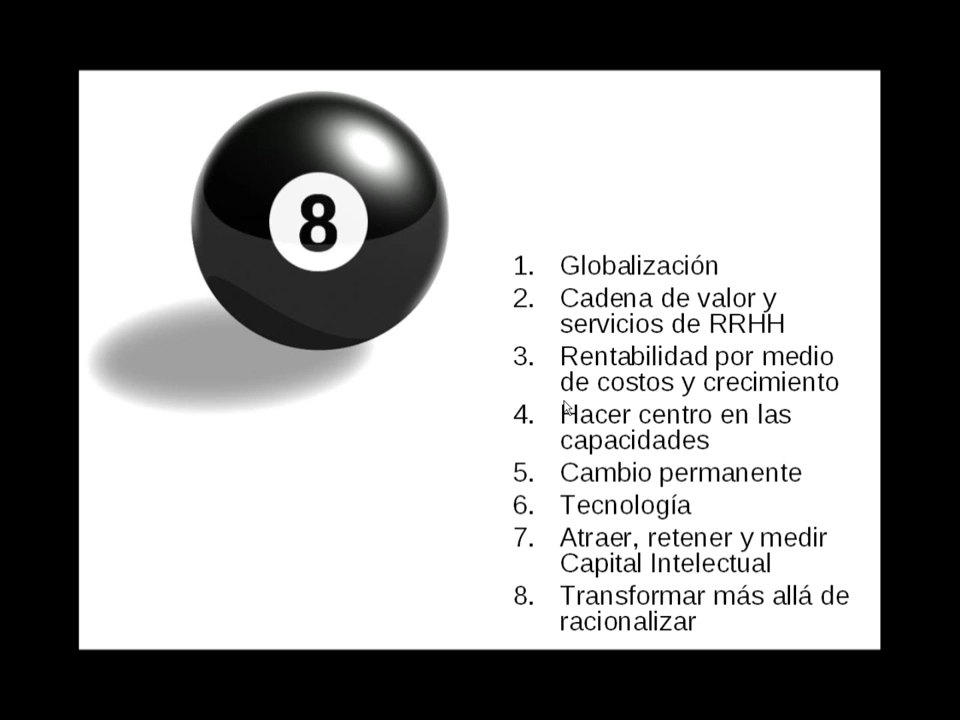 8
1. Globalización
2. Cadena de valor y
servicios de RRHH
3. Rentabilidad por medio
de costos y crecimiento
4. Hacer centro en las
capacidades
5. Cambio permanente
6. Tecnología
7. Atraer, retener y medir
Capital Intelectual
8. Transformar más allá de
racionalizar